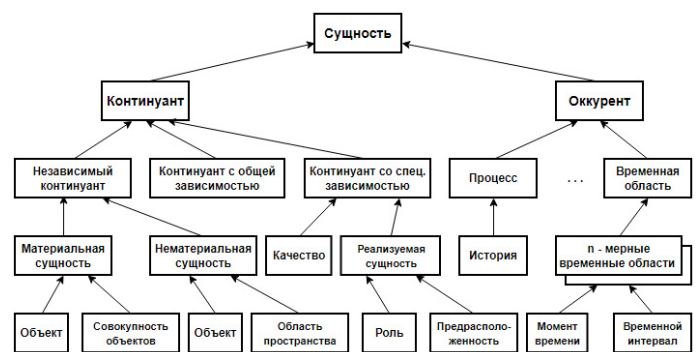 Сущность
Континуант
Оккурент
Независимый
континуант
Континуант с общей
зависимостью
Континуант со спец.
зависимостью
Процесс
...
Временная
область
Материальная
сущность
Нематериальная
сущность
Качество
Реализуемая
сущность
История
n - мерные
временные области
Объект
Совокупность
объектов
Объект
Область
пространства
Роль
Предрасполо-
женность
Момент
времени
Временной
интервал